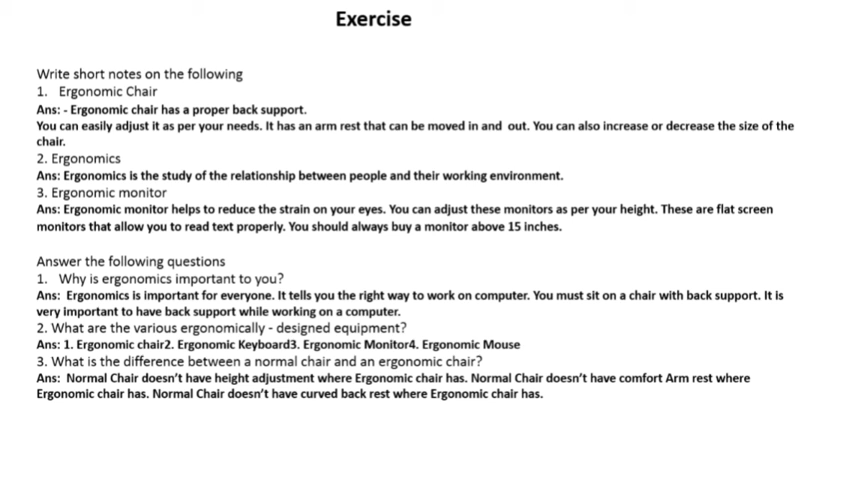 Exercise
Write short notes on the following
1. Ergonomic Chair
Ans: - Ergonomic chair has a proper back support.
You can easily adjust it as per your needs. It has an arm rest that can be moved in and out. You can also increase or decrease the size of the
chair.
2. Ergonomics
Ans: Ergonomics is the study of the relationship between people and their working environment.
3. Ergonomic monitor
Ans: Ergonomic monitor helps to reduce the strain on your eyes. You can adjust these monitors as per your height. These are flat screen
monitors that allow you to read text properly. You should always buy a monitor above 15 inches.
Answer the following questions
1. Why is ergonomics important to you?
Ans: Ergonomics is important for everyone. It tells you the right way to work on computer. You must sit on a chair with back support. It is
very important to have back support while working on a computer.
2. What are the various ergonomically - designed equipment?
Ans: 1. Ergonomic chair2. Ergonomic Keyboard3. Ergonomic Monitor4. Ergonomic Mouse
3. What is the difference between a normal chair and an ergonomic chair?
Ans: Normal Chair doesn't have height adjustment where Ergonomic chair has. Normal Chair doesn't have comfort Arm rest where
Ergonomic chair has. Normal Chair doesn't have curved back rest where Ergonomic chair has.